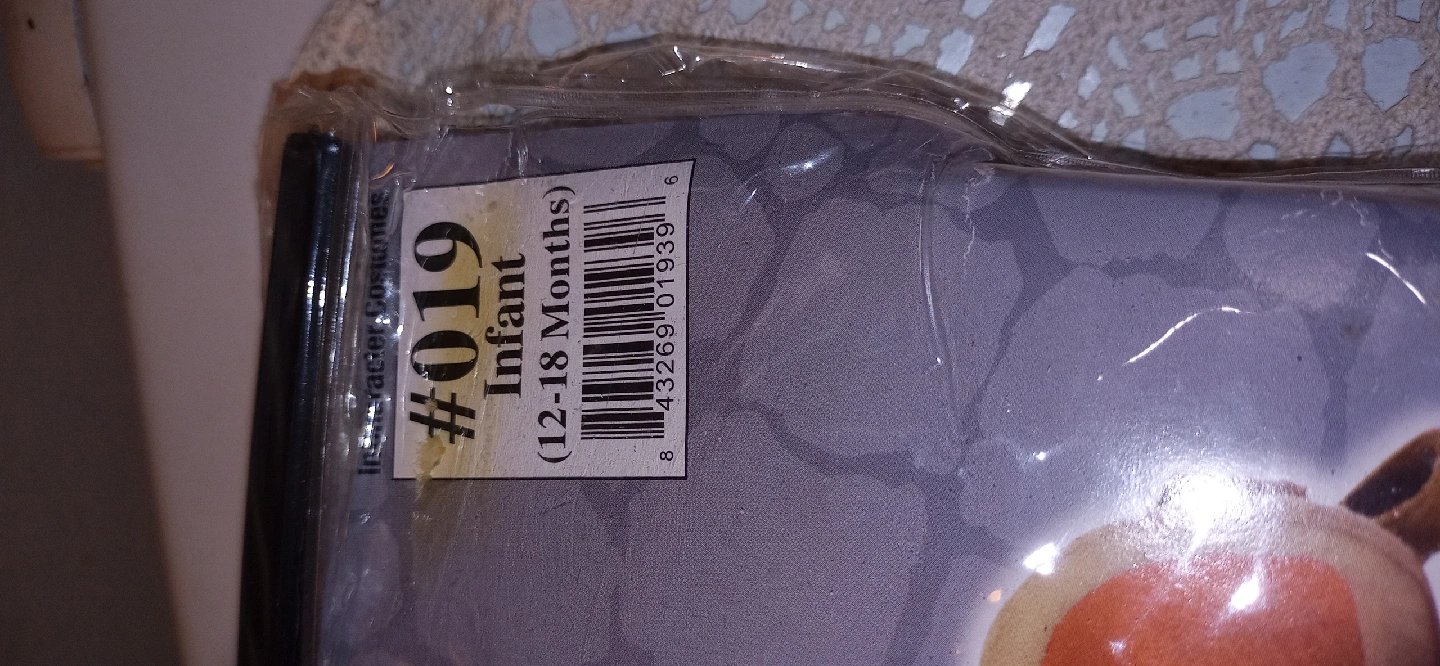 Incharacter Costumes
#019
Infant
(12-18 Months)
8 43269 01939 6